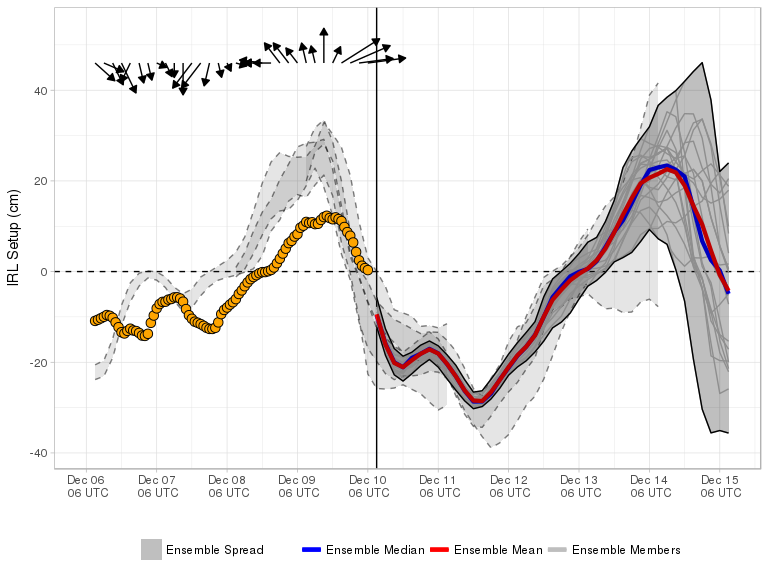 IRL Setup (cm)
40
20
0
-20
-40
Dec 06 Dec 07 Dec 08 Dec 09 Dec 10 Dec 11 Dec 12 Dec 13 Dec 14 Dec 15
06 UTC 06 UTC 06 UTC 06 UTC 06 UTC 06 UTC 06 UTC 06 UTC 06 UTC 06 UTC
Ensemble Spread Ensemble Median Ensemble Mean Ensemble Members